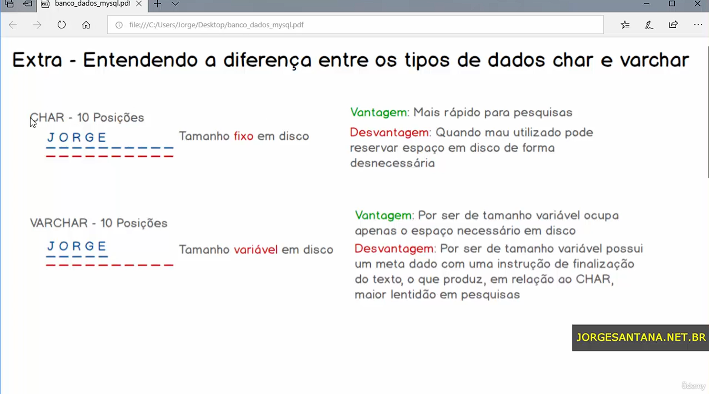 banco_dados_mysql.pdf
file:///C:/Users/Jorge/Desktop/banco_dados_mysql.pdf
Extra - Entendendo a diferença entre os tipos de dados char e varchar
CHAR - 10 Posições
JORGE
Tamanho fixo em disco
Vantagem: Mais rápido para pesquisas
Desvantagem: Quando mau utilizado pode
reservar espaço em disco de forma
desnecessária
VARCHAR - 10 Posições
JORGE
Tamanho variável em disco
Vantagem: Por ser de tamanho variável ocupa
apenas o espaço necessário em disco
Desvantagem: Por ser de tamanho variável possui
um meta dado com uma instrução de finalização
do texto, o que produz, em relação ao CHAR,
maior lentidão em pesquisas
JORGESANTANA.NET.BR
Udemy